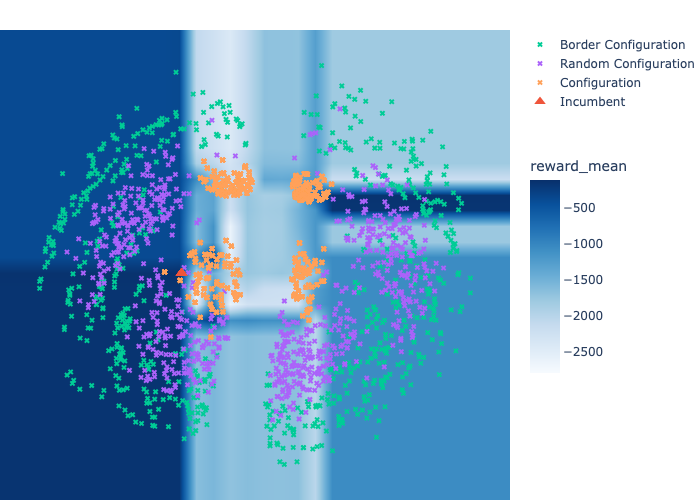 Border Configuration
Random Configuration
Configuration
Incumbent
reward_mean
−500
−1000
−1500
−2000
−2500